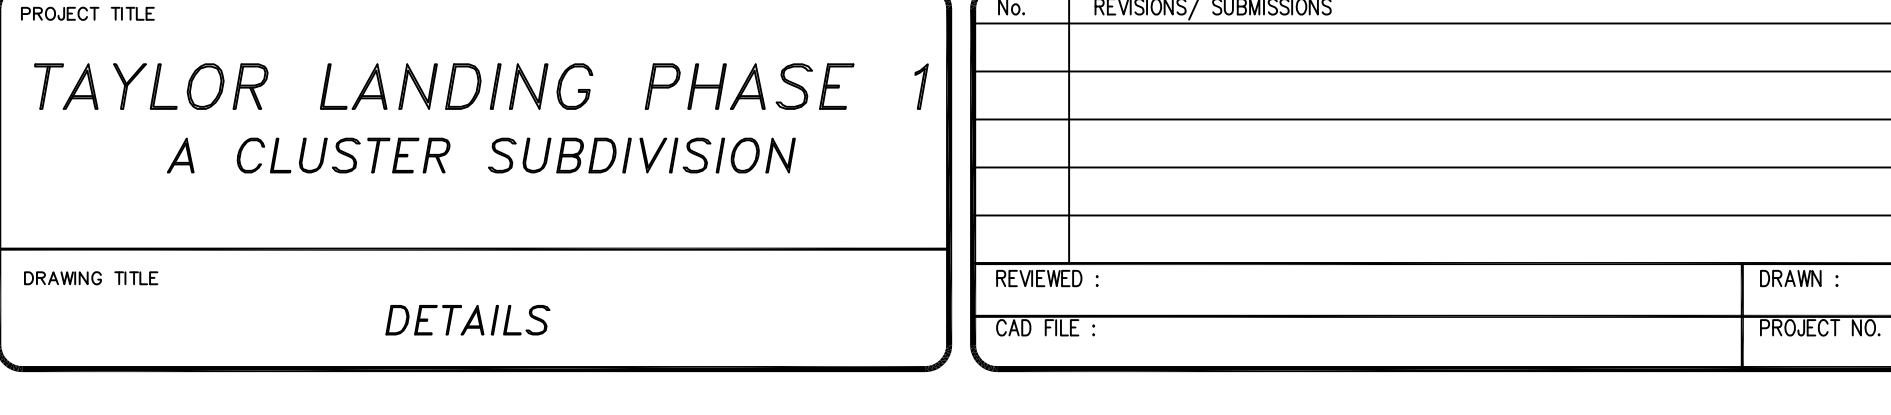 PROJECT TITLE
TAYLOR LANDING PHASE 1
A CLUSTER SUBDIVISION
DRAWING TITLE
DETAILS
No. REVISIONS/ SUBMISSIONS
REVIEWED : DRAWN :
CAD FILE : PROJECT NO.